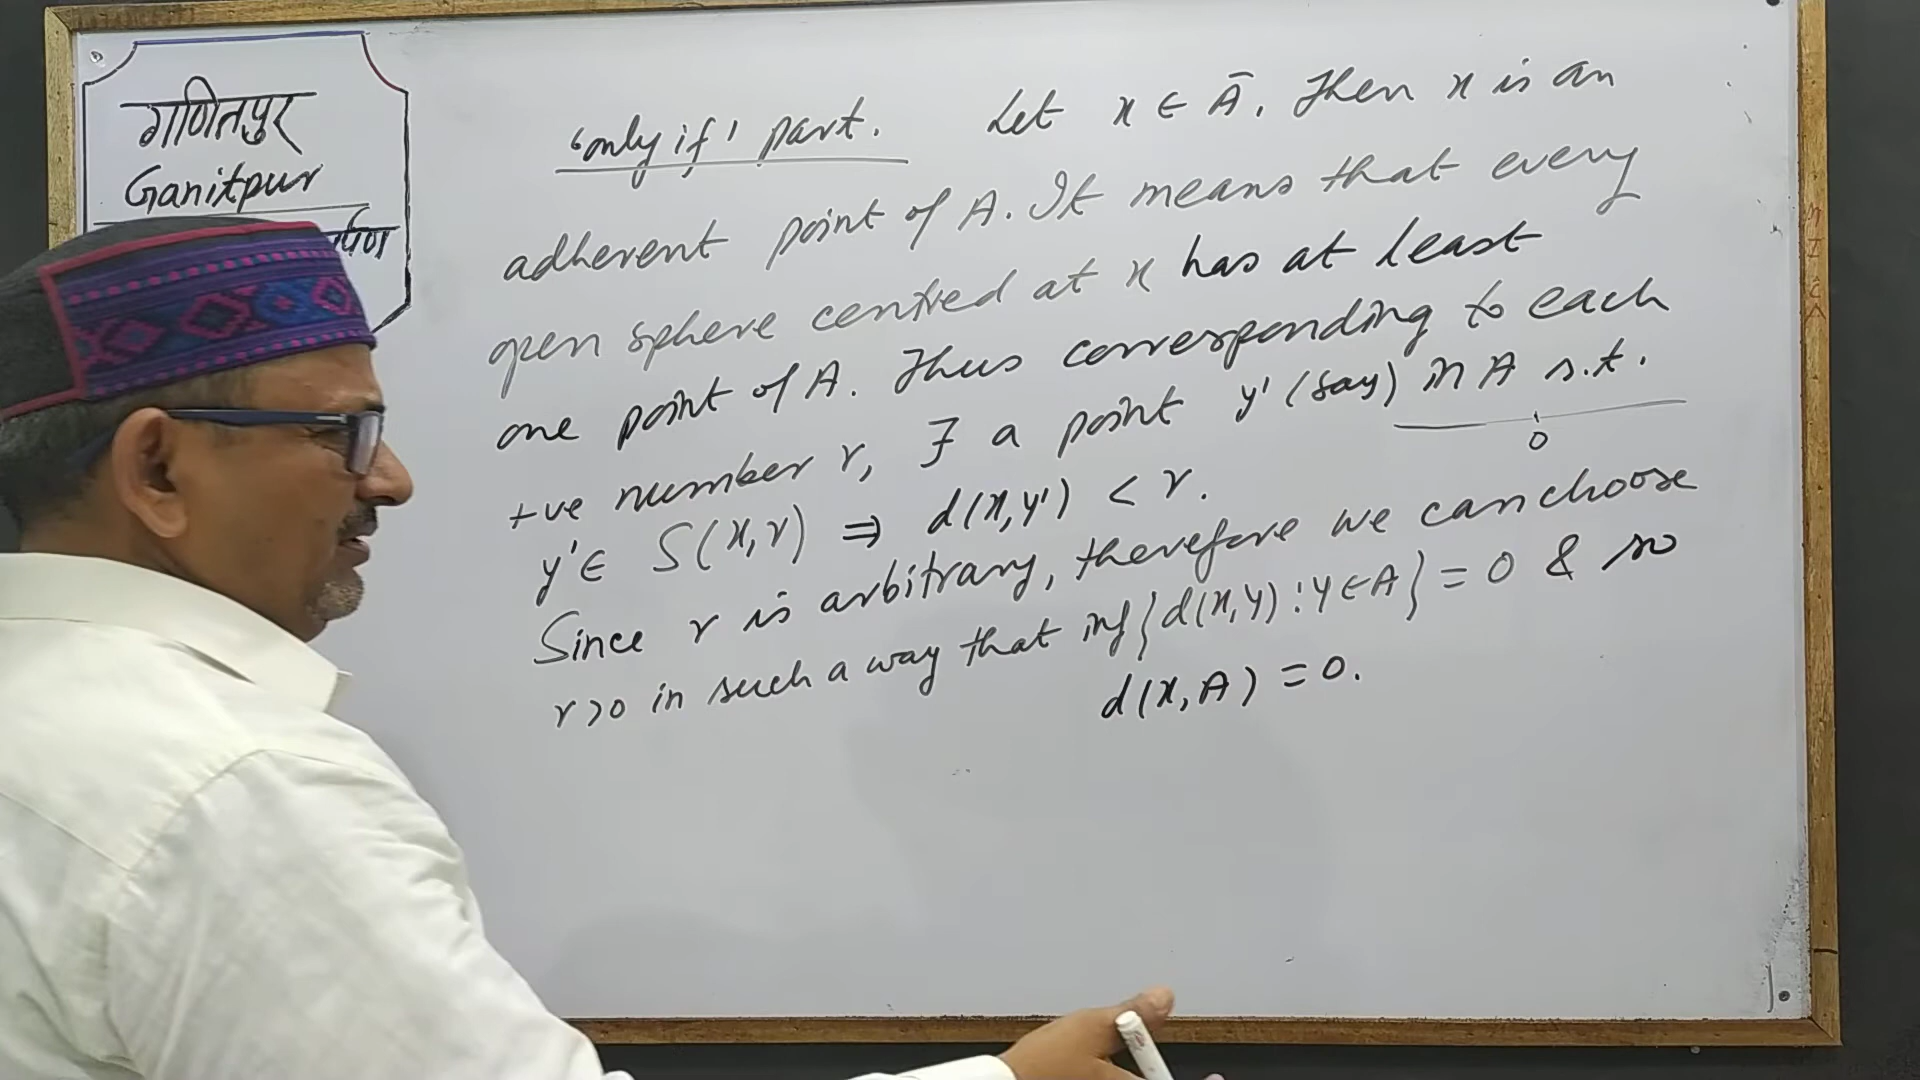 गणितपुर
Ganitpur
'only if' part. Let x ∈ Ā. Then x is an
adherent point of A. It means that every
open sphere centred at x has at least
one point of A. Thus corresponding to each
+ve number r, ∃ a point y' (say) in A s.t.
0
y' ∈ S(x,r) ⇒ d(x,y') < r.
Since r is arbitrary, therefore we can choose
r>0 in such a way that inf{d(x,y):y∈A} = 0 & so
d(x,A) = 0.